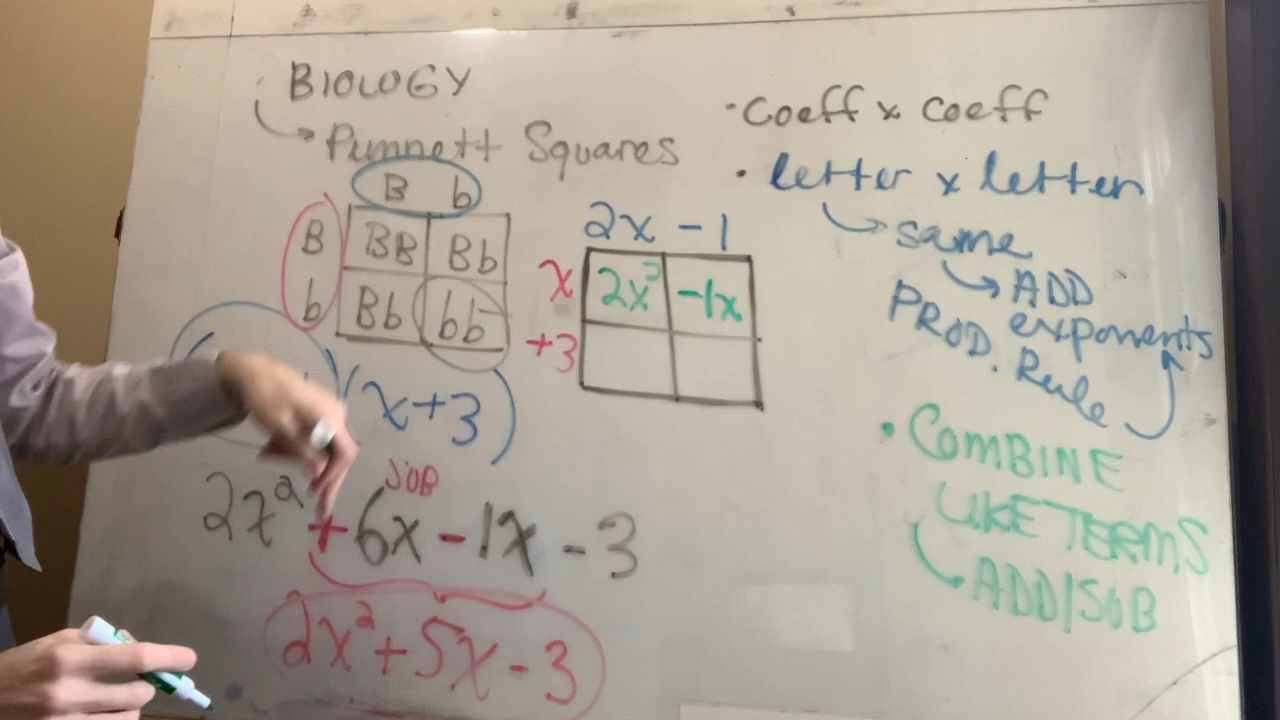 BIOLOGY
Punnett Squares
B b
B BB Bb
b Bb bb
(x+3)
SUB
2x² + 6x - 1x - 3
2x² + 5x - 3
2x - 1
x 2x² -1x
+3
• Coeff x Coeff
• letter x letter
same
ADD
exponents
PROD. Rule
• COMBINE
LIKE TERMS
ADD/SUB